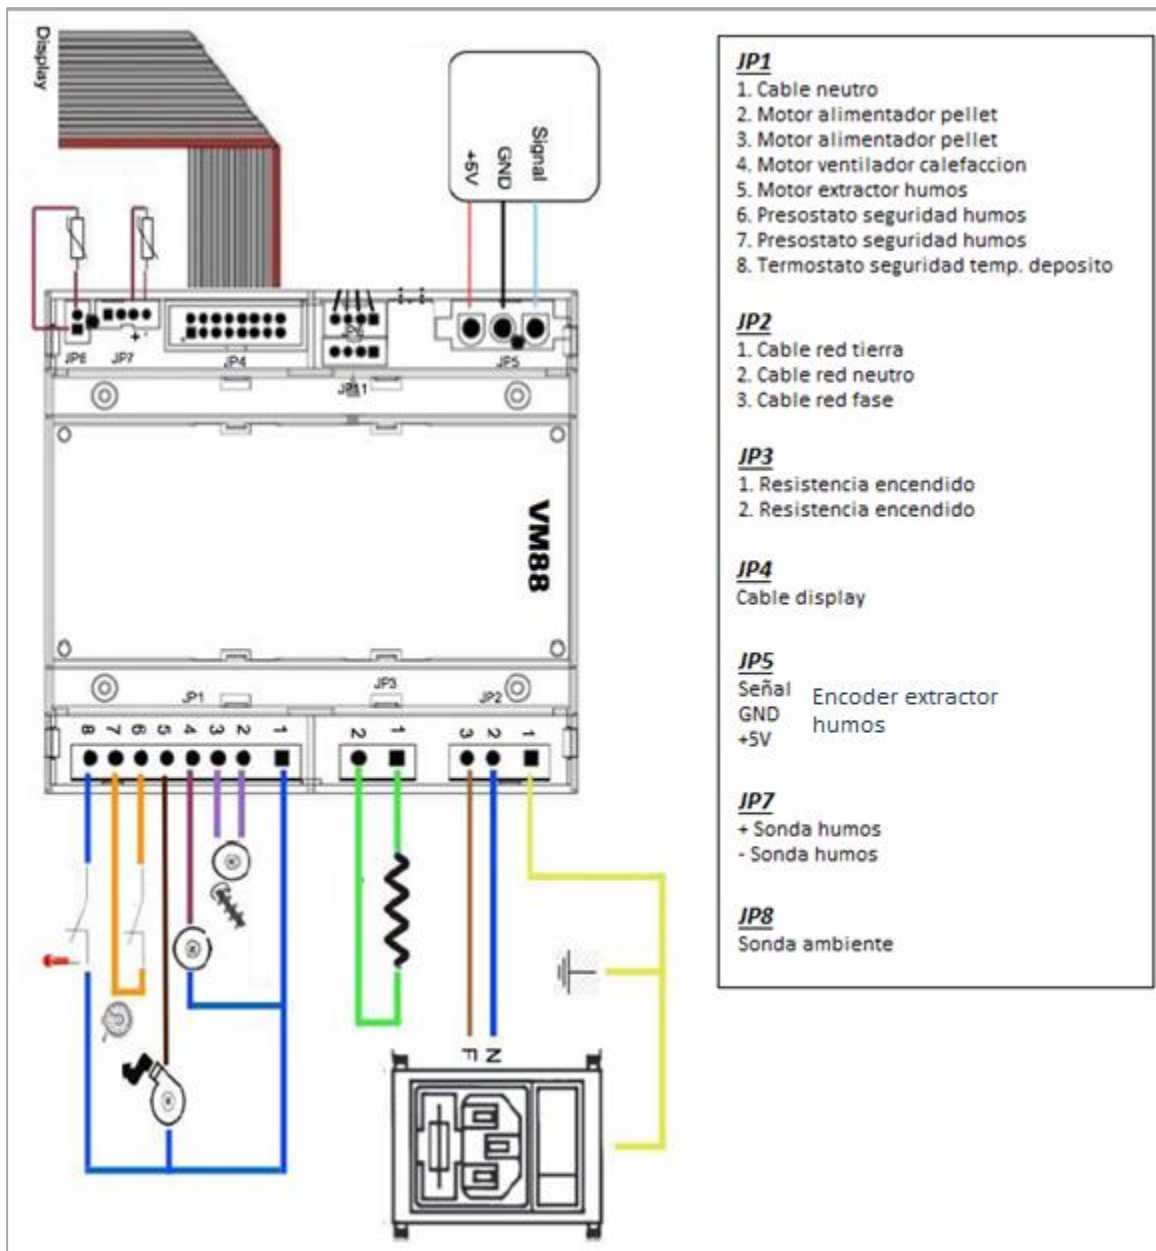 Display
+5V
GND
Signal
JP8
JP7
JP4
JP5
JP11
VM88
JP1
JP3
JP2
8 7 6 5 4 3 2 1
2 1
3 2 1
F N
JP1
1. Cable neutro
2. Motor alimentador pellet
3. Motor alimentador pellet
4. Motor ventilador calefaccion
5. Motor extractor humos
6. Presostato seguridad humos
7. Presostato seguridad humos
8. Termostato seguridad temp. deposito
JP2
1. Cable red tierra
2. Cable red neutro
3. Cable red fase
JP3
1. Resistencia encendido
2. Resistencia encendido
JP4
Cable display
JP5
Señal
GND
+5V
Encoder extractor
humos
JP7
+ Sonda humos
- Sonda humos
JP8
Sonda ambiente